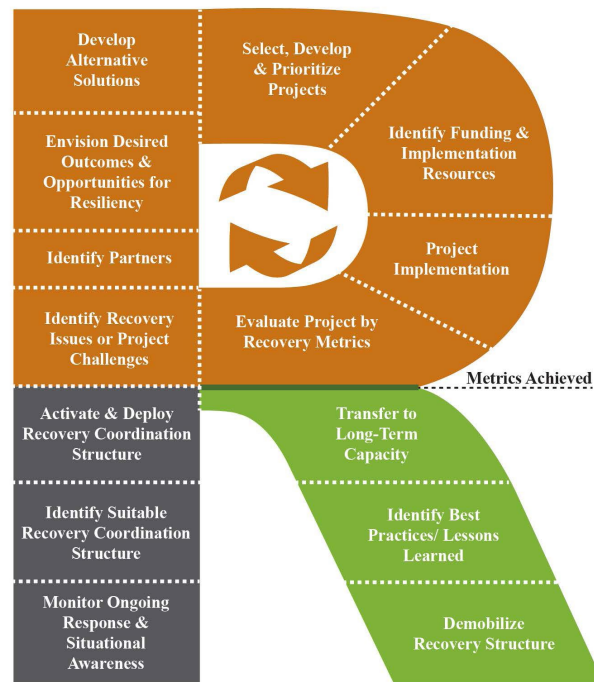 Develop
Alternative
Solutions
Select, Develop
& Prioritize
Projects
Identify Funding &
Implementation
Resources
Envision Desired
Outcomes &
Opportunities for
Resiliency
Identify Partners
Project
Implementation
Identify Recovery
Issues or Project
Challenges
Evaluate Project by
Recovery Metrics
Metrics Achieved
Activate & Deploy
Recovery Coordination
Structure
Transfer to
Long-Term
Capacity
Identify Suitable
Recovery Coordination
Structure
Identify Best
Practices/ Lessons
Learned
Monitor Ongoing
Response &
Situational
Awareness
Demobilize
Recovery Structure